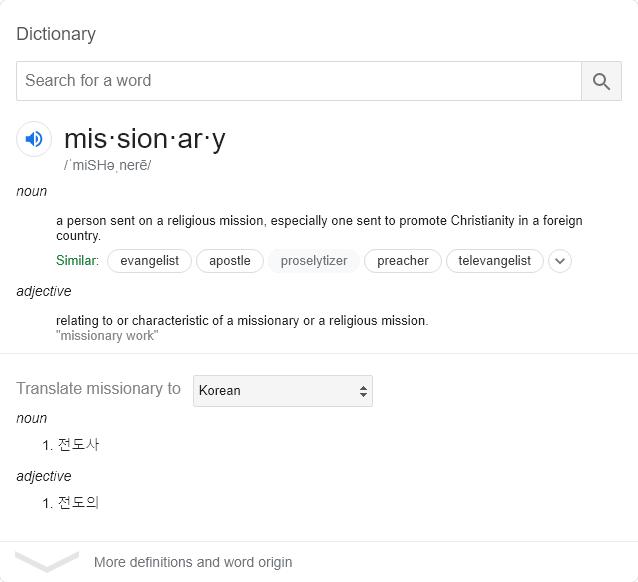 Dictionary
Search for a word
mis·sion·ar·y
/ˈmiSHəˌnerē/
noun
a person sent on a religious mission, especially one sent to promote Christianity in a foreign
country.
Similar: evangelist apostle proselytizer preacher televangelist
adjective
relating to or characteristic of a missionary or a religious mission.
"missionary work"
Translate missionary to Korean
noun
1. 전도사
adjective
1. 전도의
More definitions and word origin